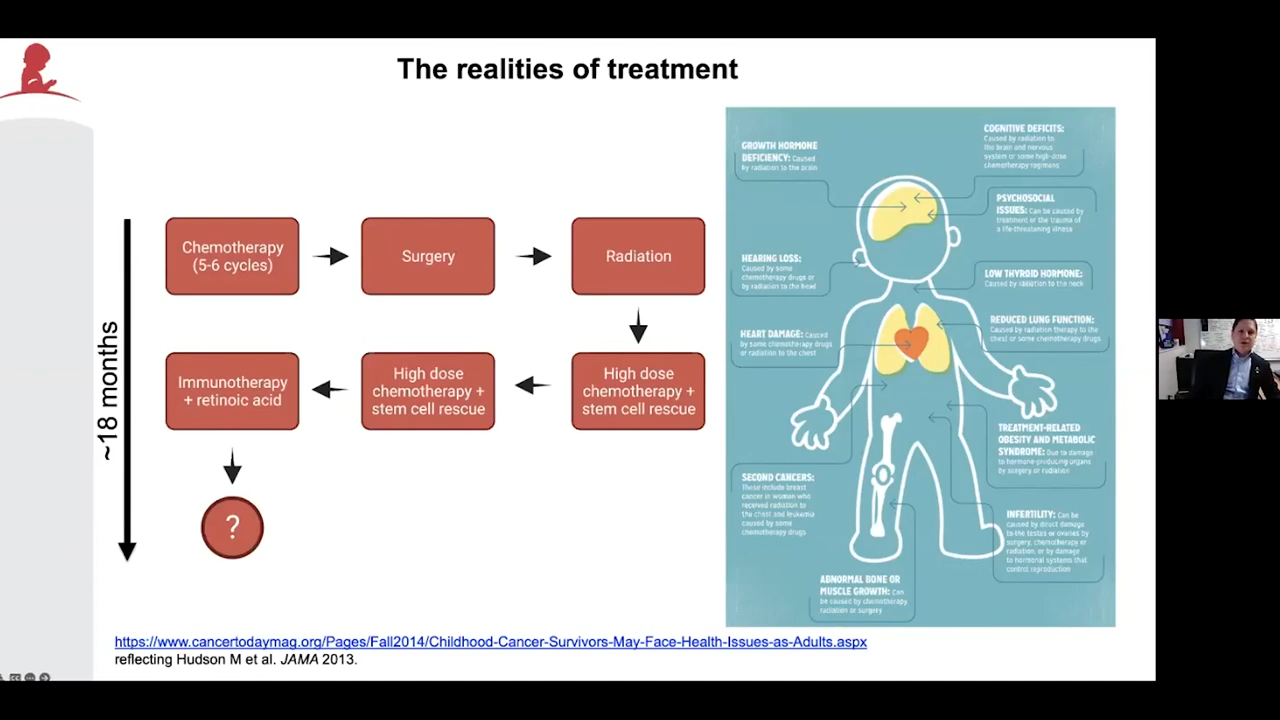 The realities of treatment
~18 months
Chemotherapy
(5-6 cycles)
Surgery
Radiation
High dose
chemotherapy +
stem cell rescue
High dose
chemotherapy +
stem cell rescue
Immunotherapy
+ retinoic acid
?
GROWTH HORMONE
DEFICIENCY: Caused
by radiation to the brain
HEARING LOSS:
Caused by some
chemotherapy drugs or
by radiation to the head
HEART DAMAGE: Caused
by some chemotherapy drugs
or radiation to the chest
SECOND CANCERS:
These include breast
cancer in women who
received radiation to
the chest and leukemia
caused by some
chemotherapy drugs
ABNORMAL BONE OR
MUSCLE GROWTH: Can
be caused by chemotherapy,
radiation or surgery
COGNITIVE DEFICITS:
Caused by radiation to
the brain and nervous
system or some high-dose
chemotherapy regimens
PSYCHOSOCIAL
ISSUES: Can be caused by
treatment or the trauma of
a life-threatening illness
LOW THYROID HORMONE:
Caused by radiation to the neck
REDUCED LUNG FUNCTION:
Caused by radiation therapy to the
chest or some chemotherapy drugs
TREATMENT-RELATED
OBESITY AND METABOLIC
SYNDROME: Due to damage
to hormone-producing organs
by surgery or radiation
INFERTILITY: Can be
caused by direct damage
to the testes or ovaries by
surgery, chemotherapy or
radiation, or by damage
to hormonal systems that
control reproduction
https://www.cancertodaymag.org/Pages/Fall2014/Childhood-Cancer-Survivors-May-Face-Health-Issues-as-Adults.aspx
reflecting Hudson M et al. JAMA 2013.